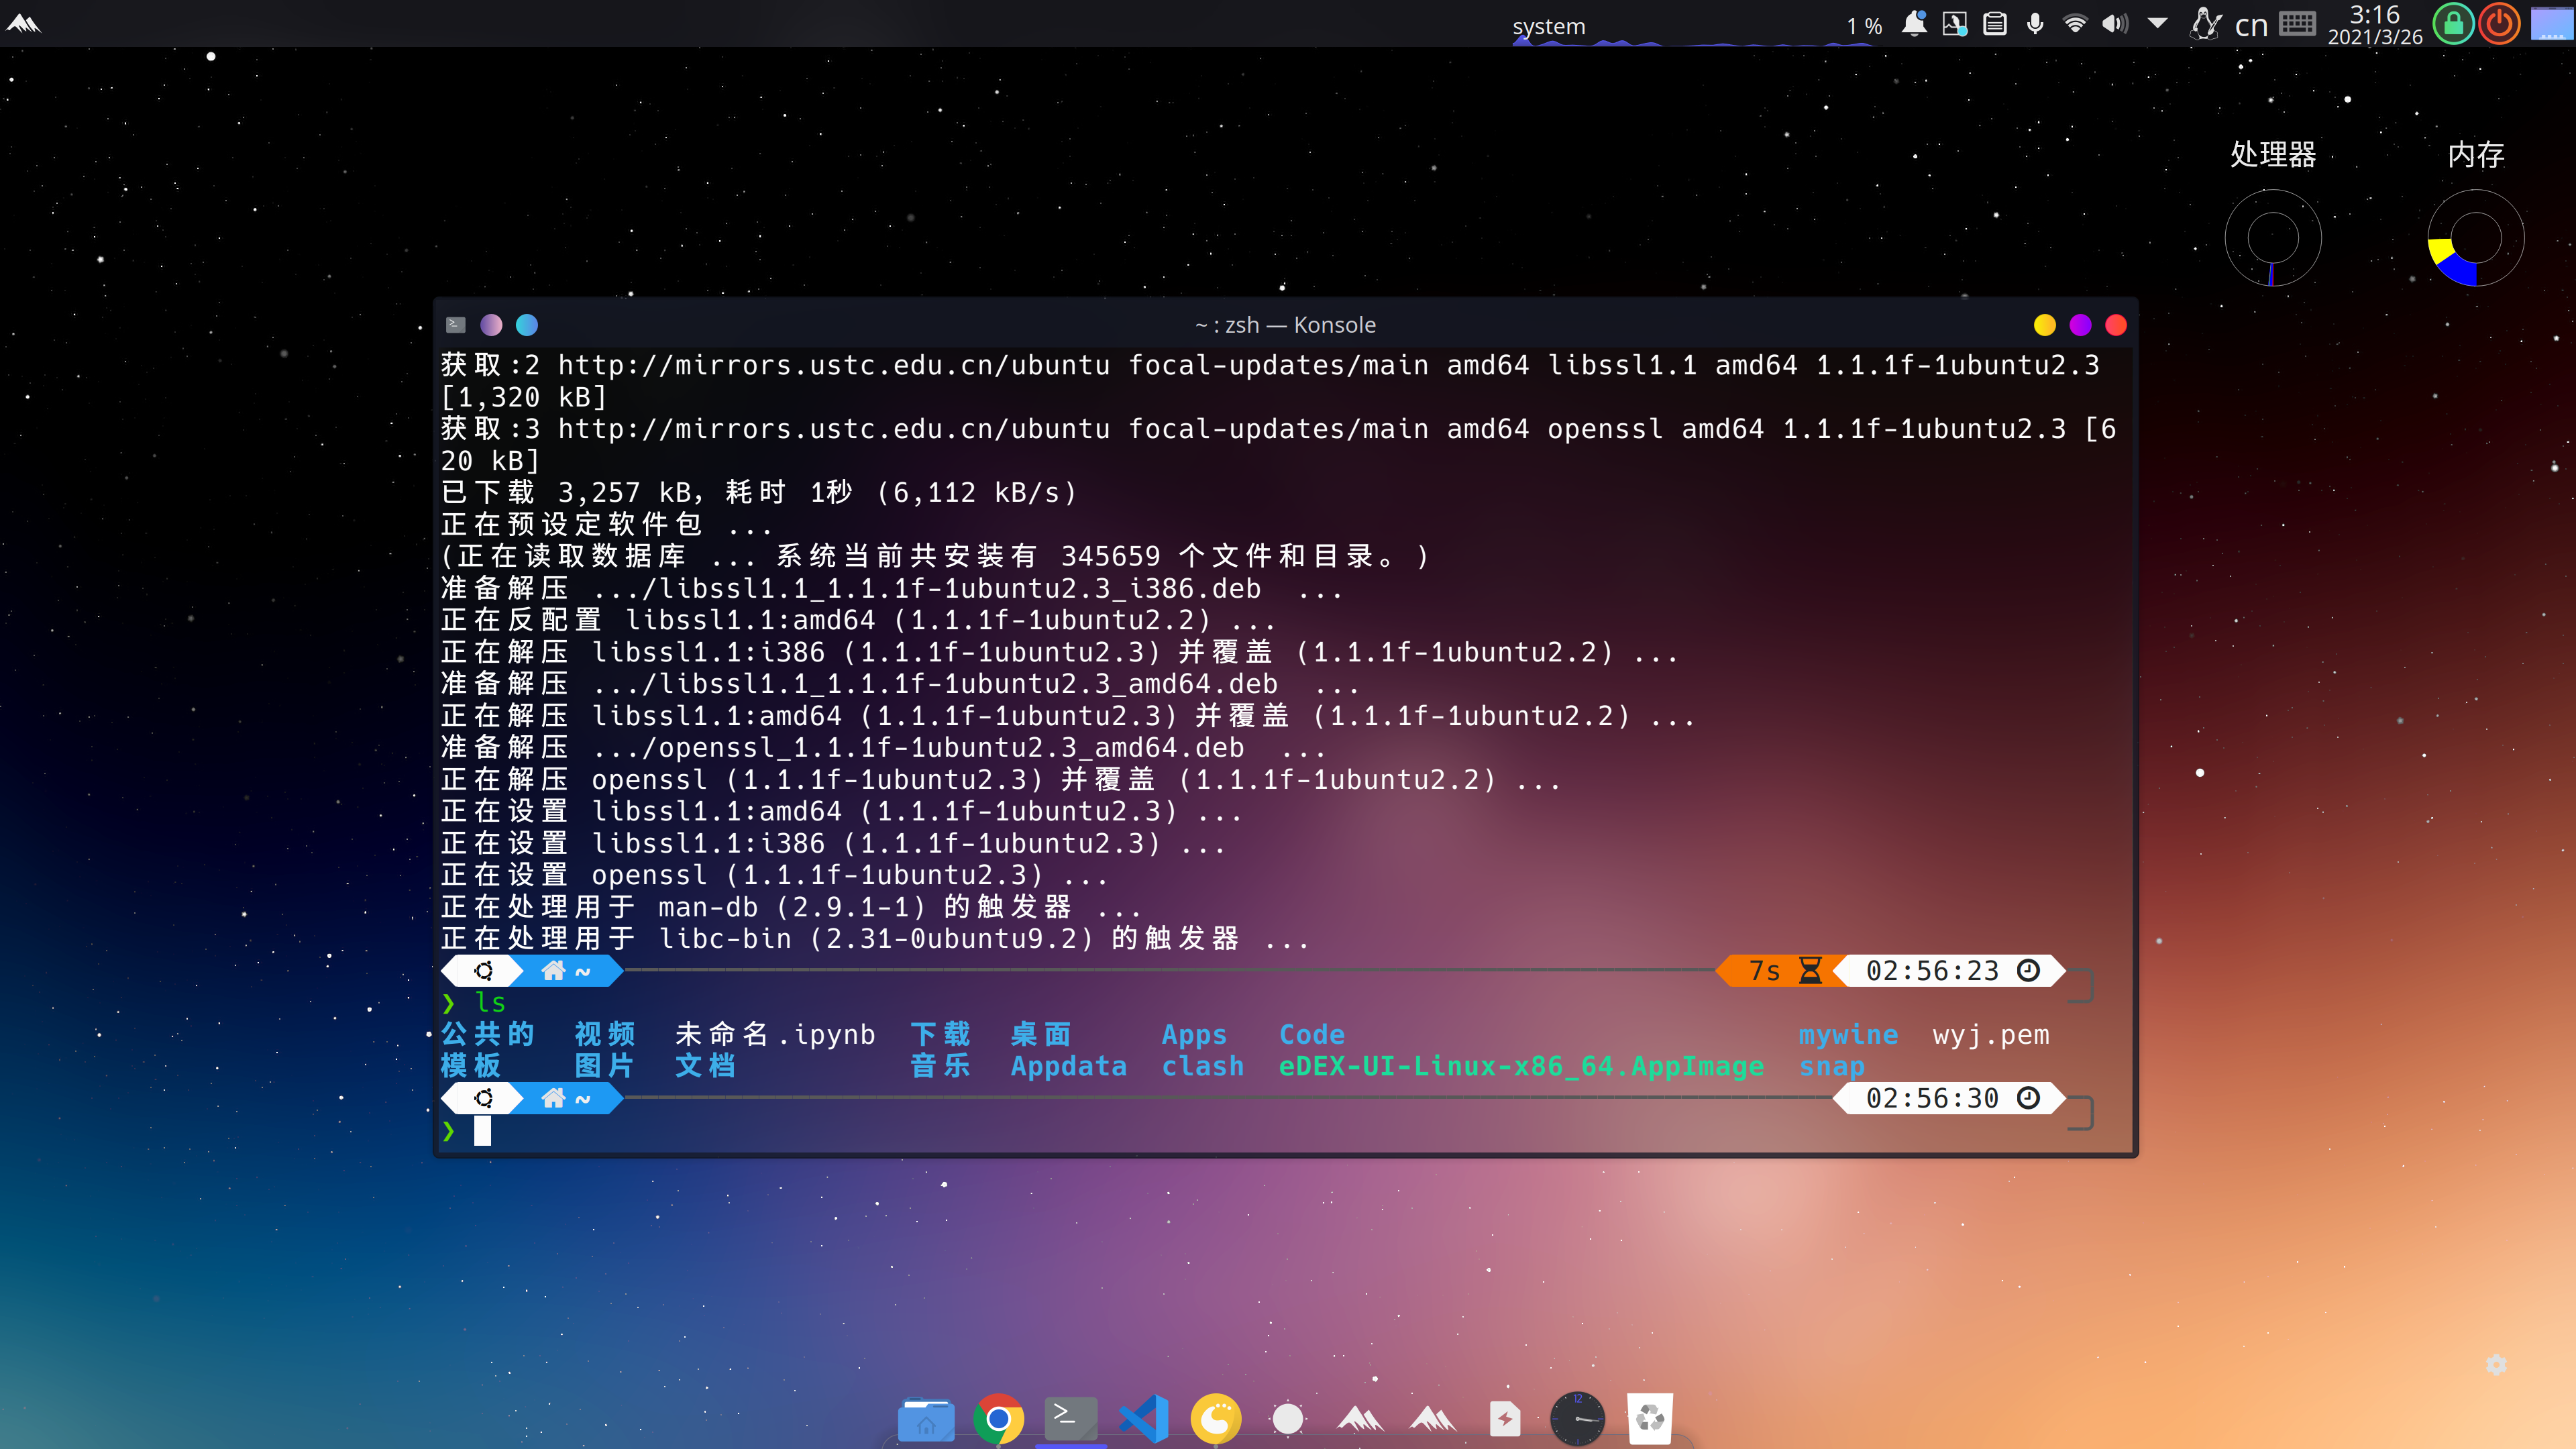 system
1 %
cn
3:16
2021/3/26
处理器
内存
~ : zsh — Konsole
获取:2 http://mirrors.ustc.edu.cn/ubuntu focal-updates/main amd64 libssl1.1 amd64 1.1.1f-1ubuntu2.3
[1,320 kB]
获取:3 http://mirrors.ustc.edu.cn/ubuntu focal-updates/main amd64 openssl amd64 1.1.1f-1ubuntu2.3 [6
20 kB]
已下载 3,257 kB，耗时 1秒 (6,112 kB/s)
正在预设定软件包 ...
(正在读取数据库 ... 系统当前共安装有 345659 个文件和目录。)
准备解压 .../libssl1.1_1.1.1f-1ubuntu2.3_i386.deb  ...
正在反配置 libssl1.1:amd64 (1.1.1f-1ubuntu2.2) ...
正在解压 libssl1.1:i386 (1.1.1f-1ubuntu2.3) 并覆盖 (1.1.1f-1ubuntu2.2) ...
准备解压 .../libssl1.1_1.1.1f-1ubuntu2.3_amd64.deb  ...
正在解压 libssl1.1:amd64 (1.1.1f-1ubuntu2.3) 并覆盖 (1.1.1f-1ubuntu2.2) ...
准备解压 .../openssl_1.1.1f-1ubuntu2.3_amd64.deb  ...
正在解压 openssl (1.1.1f-1ubuntu2.3) 并覆盖 (1.1.1f-1ubuntu2.2) ...
正在设置 libssl1.1:amd64 (1.1.1f-1ubuntu2.3) ...
正在设置 libssl1.1:i386 (1.1.1f-1ubuntu2.3) ...
正在设置 openssl (1.1.1f-1ubuntu2.3) ...
正在处理用于 man-db (2.9.1-1) 的触发器 ...
正在处理用于 libc-bin (2.31-0ubuntu9.2) 的触发器 ...
~ 7s 02:56:23
❯ ls
公共的 视频 未命名.ipynb 下载 桌面 Apps Code mywine wyj.pem
模板 图片 文档 音乐 Appdata clash eDEX-UI-Linux-x86_64.AppImage snap
~ 02:56:30
❯
12